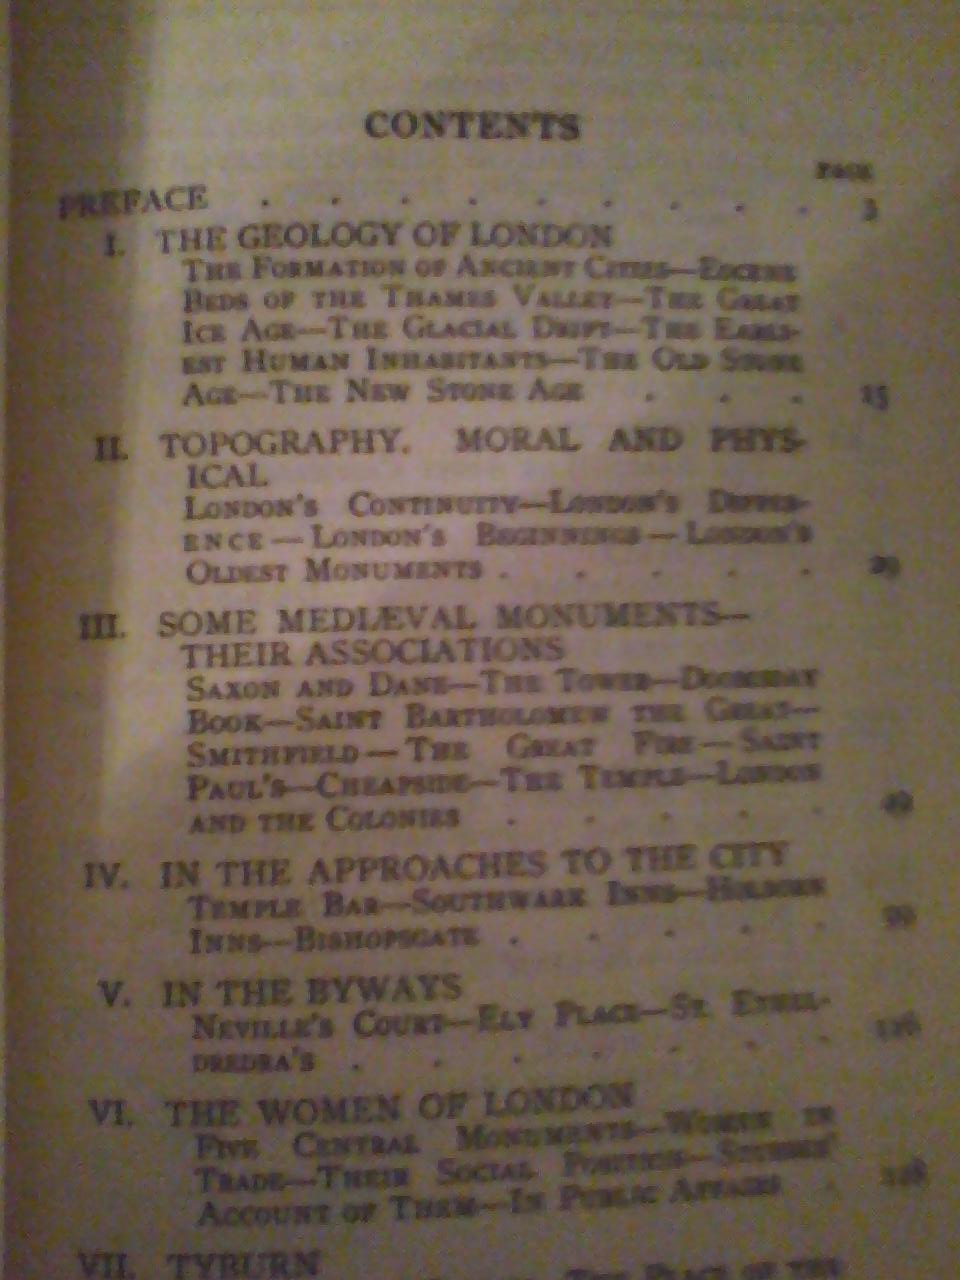 CONTENTS
PAGE
PREFACE . . . . . . . . . 3
I. THE GEOLOGY OF LONDON
THE FORMATION OF ANCIENT CITIES—EOCENE
BEDS OF THE THAMES VALLEY—THE GREAT
ICE AGE—THE GLACIAL DRIFT—THE EARLI-
EST HUMAN INHABITANTS—THE OLD STONE
AGE—THE NEW STONE AGE . . . 15
II. TOPOGRAPHY, MORAL AND PHYS-
ICAL
LONDON'S CONTINUITY—LONDON'S DIFFER-
ENCE—LONDON'S BEGINNINGS—LONDON'S
OLDEST MONUMENTS . . . . . 29
III. SOME MEDIÆVAL MONUMENTS—
THEIR ASSOCIATIONS
SAXON AND DANE—THE TOWER—DOOMSDAY
BOOK—SAINT BARTHOLOMEW THE GREAT—
SMITHFIELD—THE GREAT FIRE—SAINT
PAUL'S—CHEAPSIDE—THE TEMPLE—LONDON
AND THE COLONIES . . . . .
IV. IN THE APPROACHES TO THE CITY
TEMPLE BAR—SOUTHWARK INNS—HOLBORN
INNS—BISHOPSGATE . . . . .
V. IN THE BYWAYS
NEVILLE'S COURT—ELY PLACE—ST. ETHEL-
DREDRA'S . . . . . . .
VI. THE WOMEN OF LONDON
FIVE CENTRAL MONUMENTS—WOMEN IN
TRADE—THEIR SOCIAL POSITION—
ACCOUNT OF THEM—IN PUBLIC AFFAIRS .
VII. TYBURN
THE PLACE OF THE